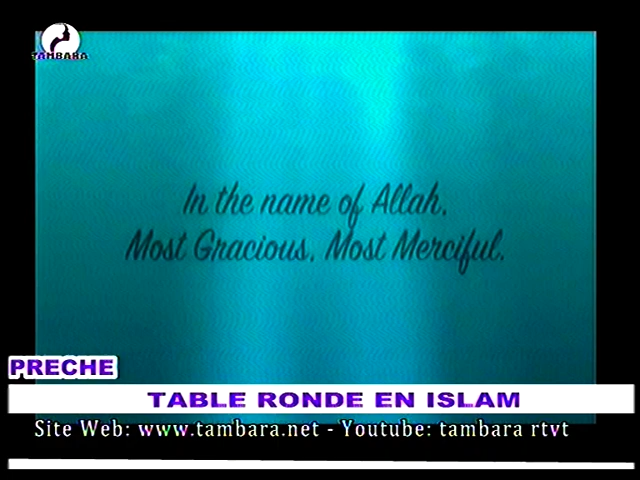 TAMBARA
In the name of Allah,
Most Gracious, Most Merciful.
PRECHE
TABLE RONDE EN ISLAM
Site Web: www.tambara.net - Youtube: tambara rtvt